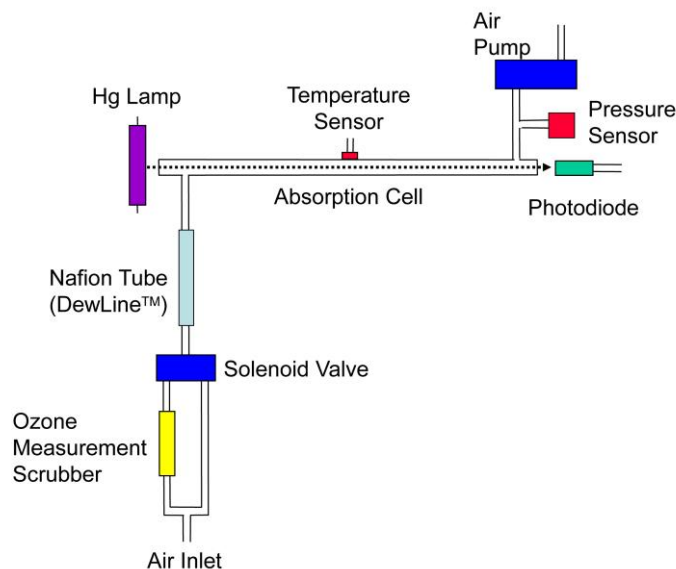 Air
Pump
Hg Lamp
Temperature
Sensor
Pressure
Sensor
Absorption Cell
Photodiode
Nafion Tube
(DewLine™)
Solenoid Valve
Ozone
Measurement
Scrubber
Air Inlet